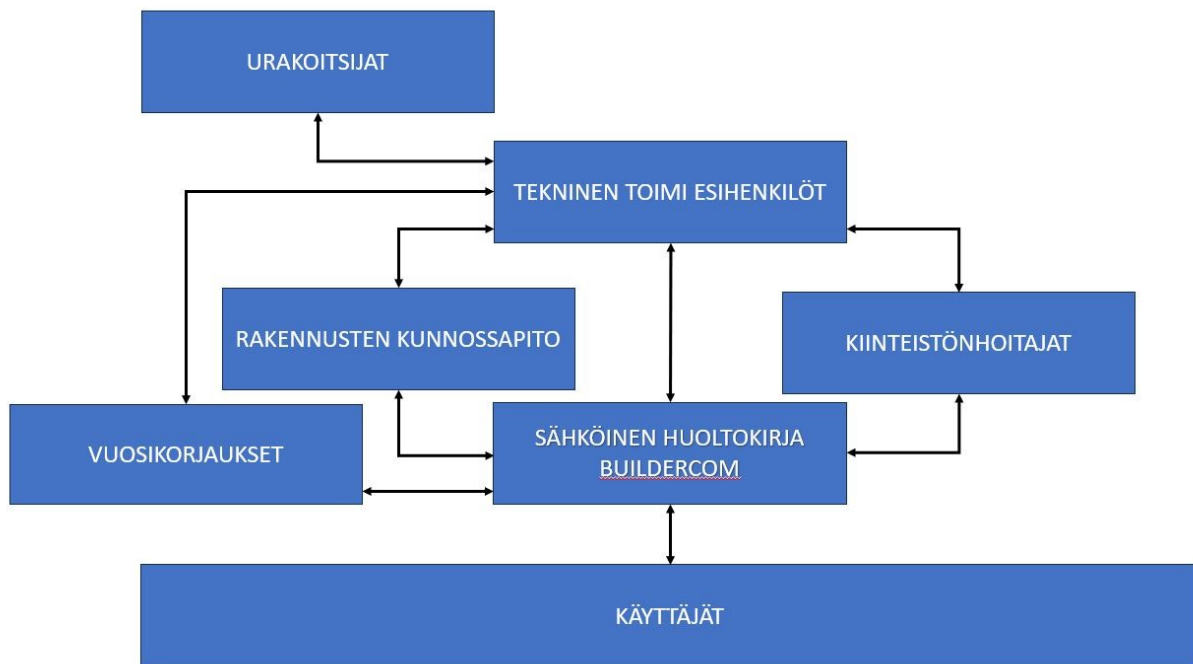 URAKOITSIJAT
TEKNINEN TOIMI ESIHENKILÖT
RAKENNUSTEN KUNNOSSAPITO
KIINTEISTÖNHOITAJAT
VUOSIKORJAUKSET
SÄHKÖINEN HUOLTOKIRJA
BUILDERCOM
KÄYTTÄJÄT